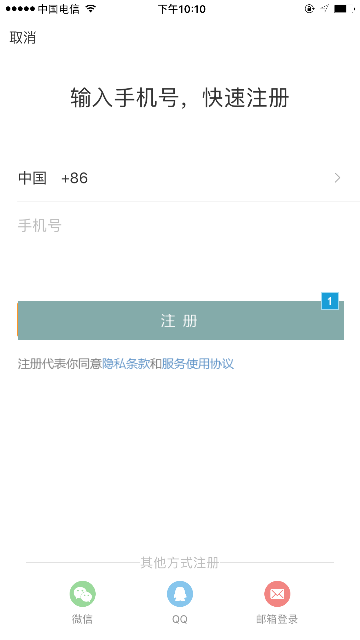 中国电信 下午10:10
取消
输入手机号，快速注册
中国 +86
手机号
1
注 册
注册代表你同意隐私条款和服务使用协议
其他方式注册
微信 QQ 邮箱登录